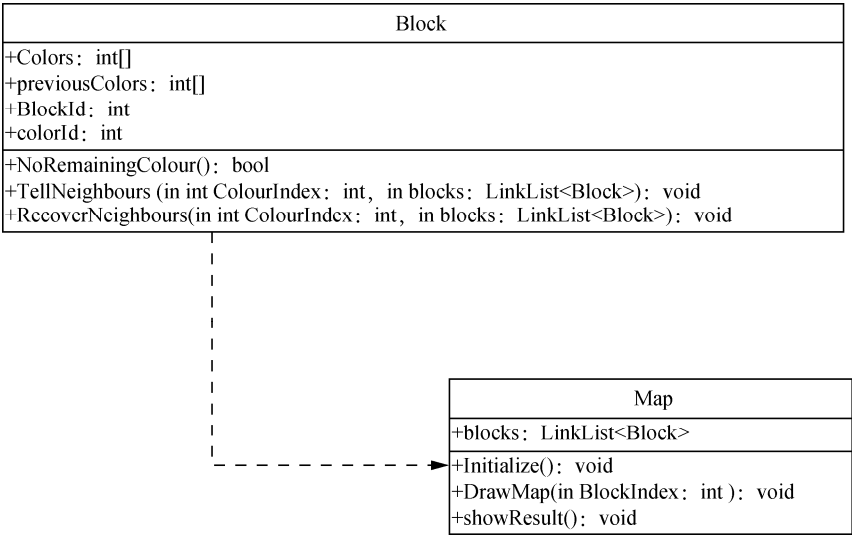 Block
+Colors：int[]
+previousColors：int[]
+BlockId：int
+colorId：int
+NoRemainingColour()：bool
+TellNeighbours (in int ColourIndex：int，in blocks：LinkList<Block>)：void
+RecoverNeighbours(in int ColourIndex：int，in blocks：LinkList<Block>)：void
Map
+blocks：LinkList<Block>
+Initialize()：void
+DrawMap(in BlockIndex：int )：void
+showResult()：void